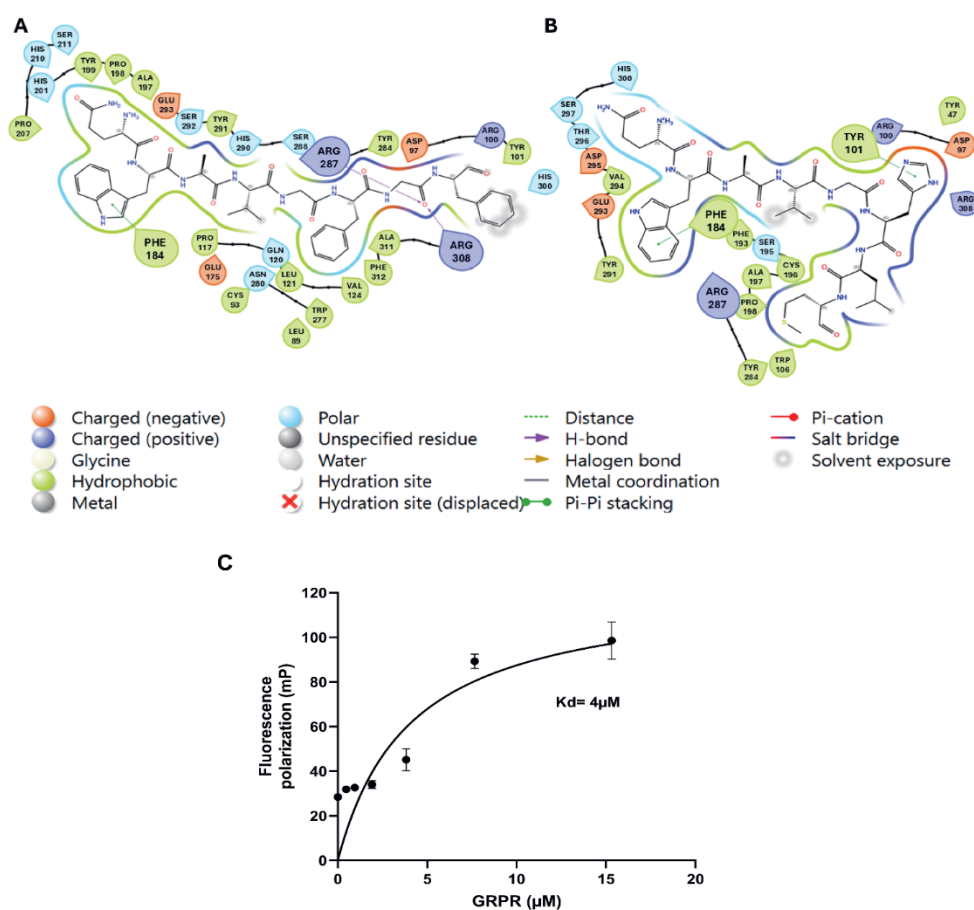 A
SER 211
HIS 210
HIS 201
TYR 199
PRO 198
ALA 197
PRO 207
GLU 293
SER 292
TYR 291
HIS 290
SER 288
ARG 287
TYR 284
ASP 97
ARG 100
TYR 101
HIS 300
PHE 184
PRO 117
GLU 175
CYS 93
ASN 280
GLN 120
LEU 121
LEU 89
TRP 277
VAL 124
PHE 312
ALA 311
ARG 308
O
NH₂
NH
HN
B
HIS 300
SER 297
THR 296
ASP 295
VAL 294
GLU 293
TYR 291
PHE 184
PHE 193
SER 195
CYS 196
ALA 197
PRO 198
ARG 287
TYR 284
TRP 106
TYR 101
ARG 100
TYR 47
ASP 97
ARG 308
H₂N
O
NH
HN
N
S
Charged (negative)
Charged (positive)
Glycine
Hydrophobic
Metal
Polar
Unspecified residue
Water
Hydration site
Hydration site (displaced)
Distance
H-bond
Halogen bond
Metal coordination
Pi-Pi stacking
Pi-cation
Salt bridge
Solvent exposure
C
Fluorescence
polarization (mP)
120
100
80
60
40
20
0
Kd= 4µM
0 5 10 15 20
GRPR (µM)